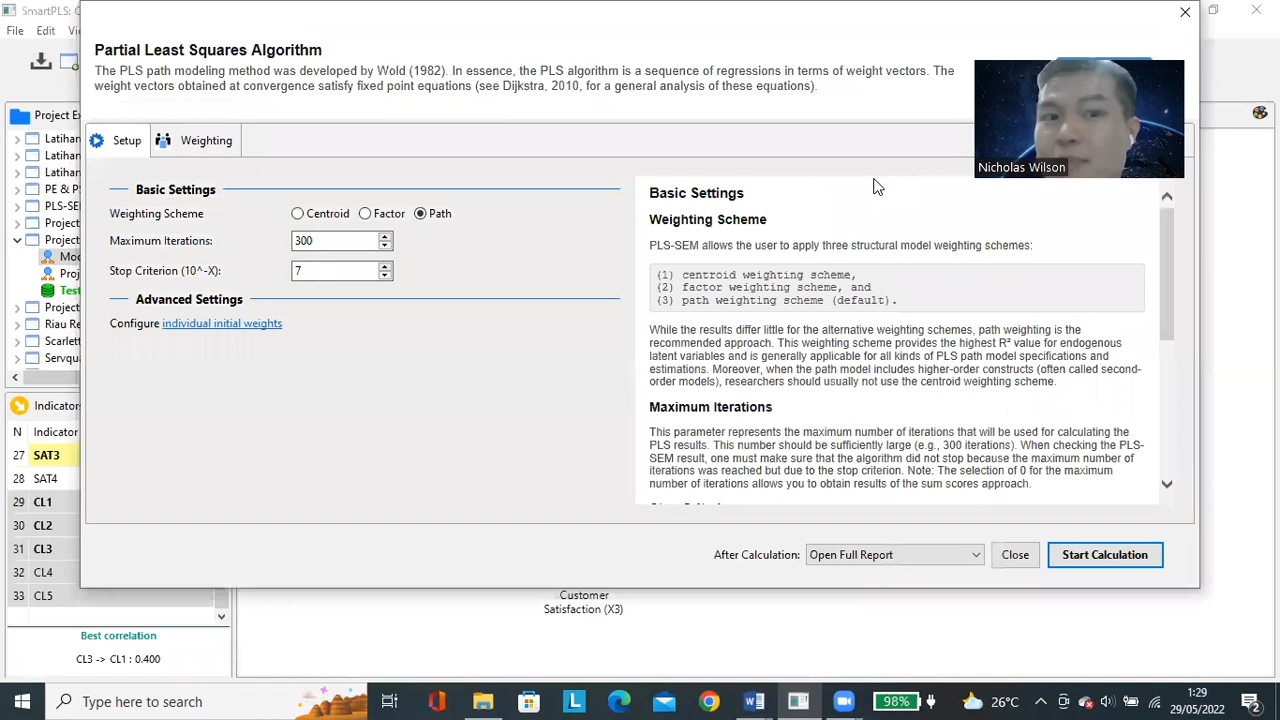 SmartPLS: C:
File Edit Vi
Partial Least Squares Algorithm
The PLS path modeling method was developed by Wold (1982). In essence, the PLS algorithm is a sequence of regressions in terms of weight vectors. The
weight vectors obtained at convergence satisfy fixed point equations (see Dijkstra, 2010, for a general analysis of these equations).
Nicholas Wilson
Project Ex
Latihan
Latihan
Latihan
PE & P
PLS-SE
Project
Project
Mod
Proj
Test
Project
Riau Re
Scarlett
Servqua
Setup
Weighting
Basic Settings
Weighting Scheme
Centroid
Factor
Path
Maximum Iterations:
300
Stop Criterion (10^-X):
7
Advanced Settings
Configure individual initial weights
Basic Settings
Weighting Scheme
PLS-SEM allows the user to apply three structural model weighting schemes:
(1) centroid weighting scheme,
(2) factor weighting scheme, and
(3) path weighting scheme (default).
While the results differ little for the alternative weighting schemes, path weighting is the
recommended approach. This weighting scheme provides the highest R² value for endogenous
latent variables and is generally applicable for all kinds of PLS path model specifications and
estimations. Moreover, when the path model includes higher-order constructs (often called second-
order models), researchers should usually not use the centroid weighting scheme.
Maximum Iterations
This parameter represents the maximum number of iterations that will be used for calculating the
PLS results. This number should be sufficiently large (e.g., 300 iterations). When checking the PLS-
SEM result, one must make sure that the algorithm did not stop because the maximum number of
iterations was reached but due to the stop criterion. Note: The selection of 0 for the maximum
number of iterations allows you to obtain results of the sum scores approach.
After Calculation: Open Full Report
Close
Start Calculation
Indicators
N Indicator
27 SAT3
28 SAT4
29 CL1
30 CL2
31 CL3
32 CL4
33 CL5
Best correlation
CL3 -> CL1 : 0.400
Customer
Satisfaction (X3)
Type here to search
L
98%
26°C
1:29
29/05/2022
2